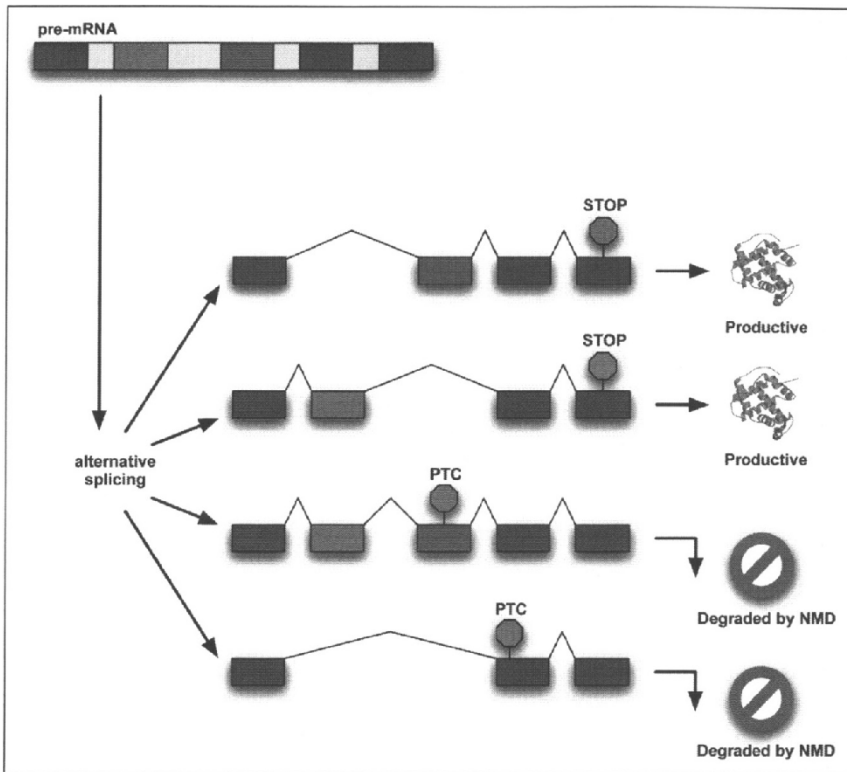 pre-mRNA
STOP
Productive
STOP
Productive
alternative
splicing
PTC
Degraded by NMD
PTC
Degraded by NMD